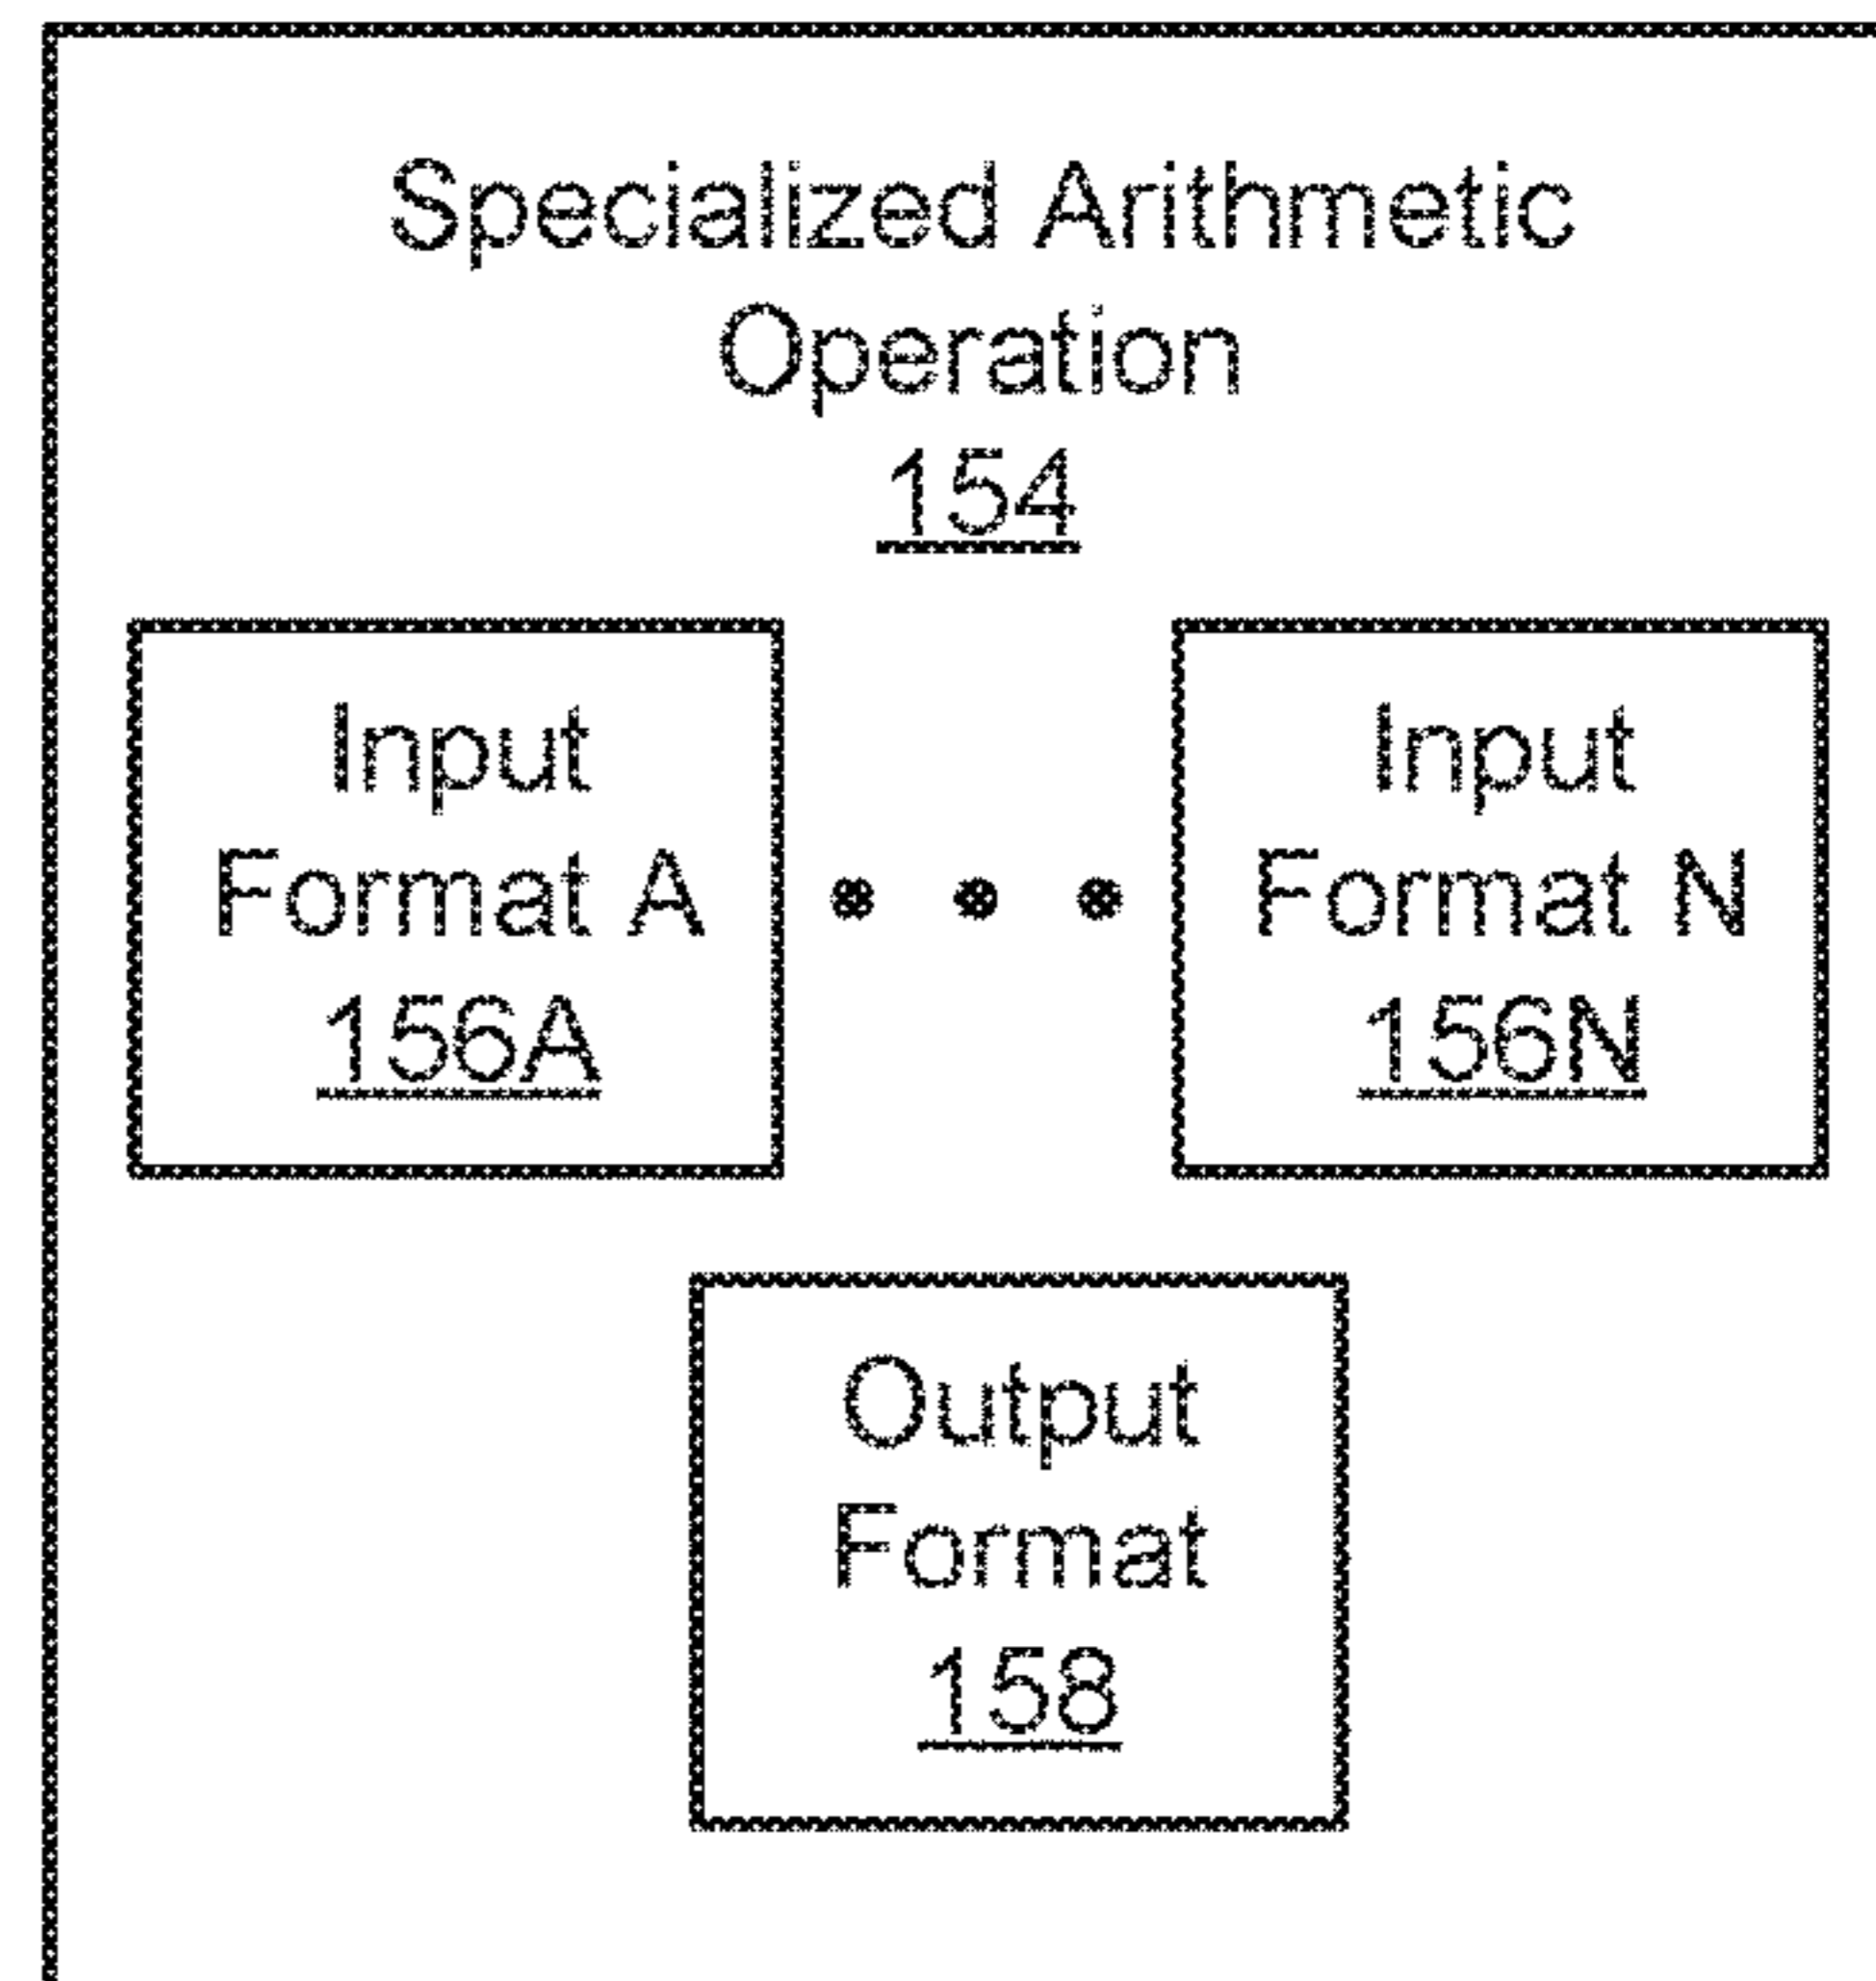 Specialized Arithmetic
Operation
154
Input
Format A
156A
Input
Format N
156N
Output
Format
158